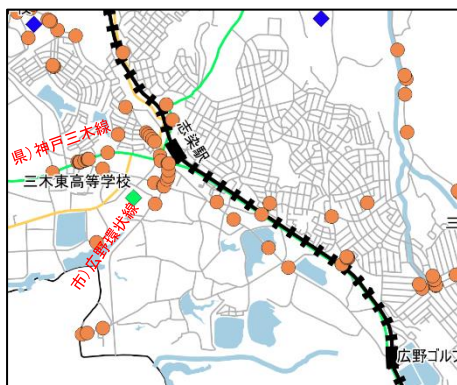 志染駅
県）神戸三木線
三木東高等学校
市）広野環状線
三
広野ゴルフ